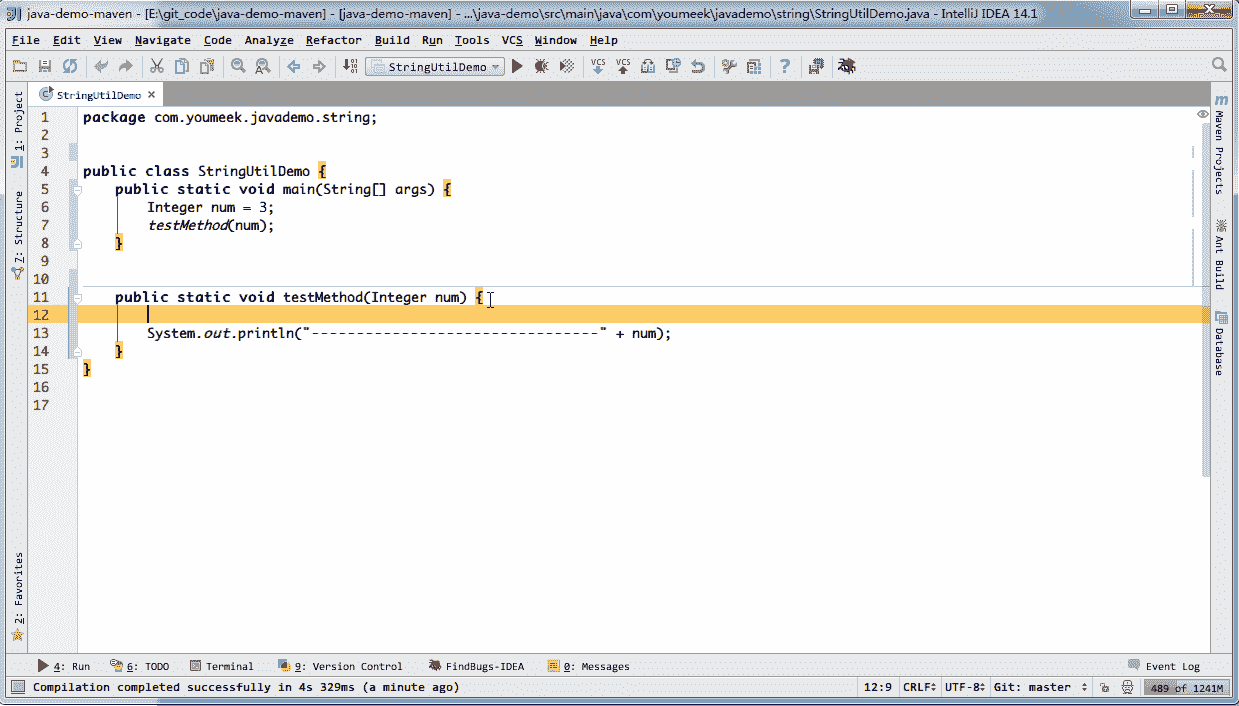 java-demo-maven - [E:\git_code\java-demo-maven] - [java-demo-maven] - ...\java-demo\src\main\java\com\youmeek\javademo\string\StringUtilDemo.java - IntelliJ IDEA 14.1
File Edit View Navigate Code Analyze Refactor Build Run Tools VCS Window Help
StringUtilDemo
StringUtilDemo
1 package com.youmeek.javademo.string;
2
3
4 public class StringUtilDemo {
5 public static void main(String[] args) {
6 Integer num = 3;
7 testMethod(num);
8 }
9
10
11 public static void testMethod(Integer num) {
12
13 System.out.println("--------------------------------" + num);
14 }
15 }
16
17
1: Project
7: Structure
2: Favorites
Maven Projects
Ant Build
Database
4: Run 6: TODO Terminal 9: Version Control FindBugs-IDEA 0: Messages Event Log
Compilation completed successfully in 4s 329ms (a minute ago) 12:9 CRLF UTF-8 Git: master 489 of 1241M